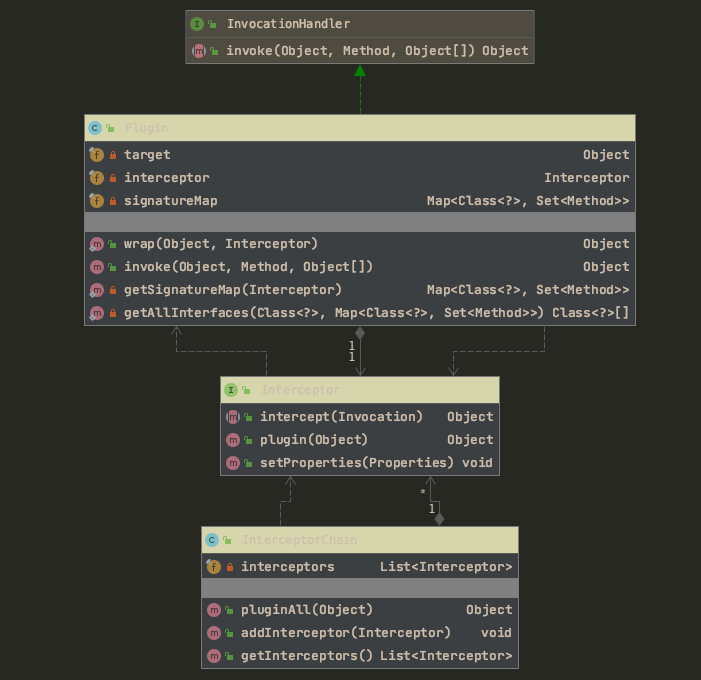 I InvocationHandler
m invoke(Object, Method, Object[]) Object
C Plugin
f target Object
f interceptor Interceptor
f signatureMap Map<Class<?>, Set<Method>>
m wrap(Object, Interceptor) Object
m invoke(Object, Method, Object[]) Object
m getSignatureMap(Interceptor) Map<Class<?>, Set<Method>>
m getAllInterfaces(Class<?>, Map<Class<?>, Set<Method>>) Class<?>[]
1
1
I Interceptor
m intercept(Invocation) Object
m plugin(Object) Object
m setProperties(Properties) void
*
1
C InterceptorChain
f interceptors List<Interceptor>
m pluginAll(Object) Object
m addInterceptor(Interceptor) void
m getInterceptors() List<Interceptor>